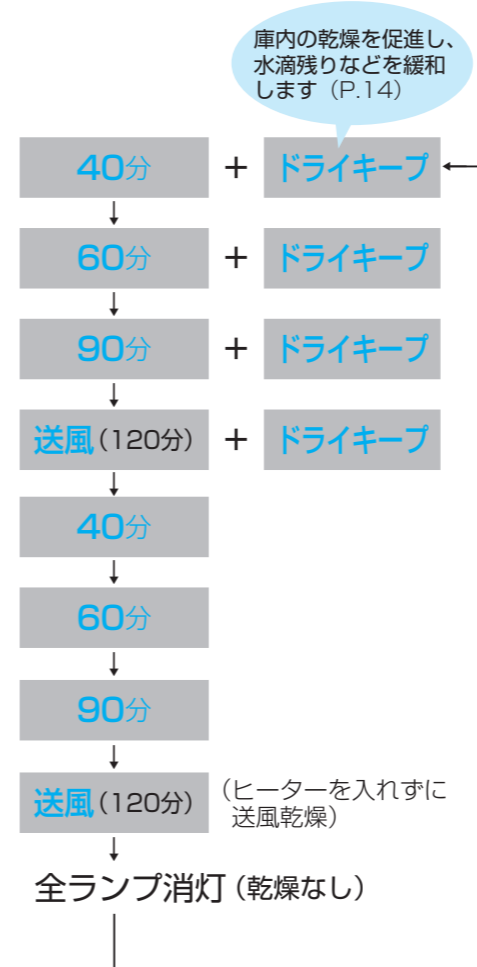 庫内の乾燥を促進し、
水滴残りなどを緩和
します（P.14）
40分 + ドライキープ
60分 + ドライキープ
90分 + ドライキープ
送風（120分） + ドライキープ
40分
60分
90分
送風（120分）
（ヒーターを入れずに
送風乾燥）
全ランプ消灯（乾燥なし）